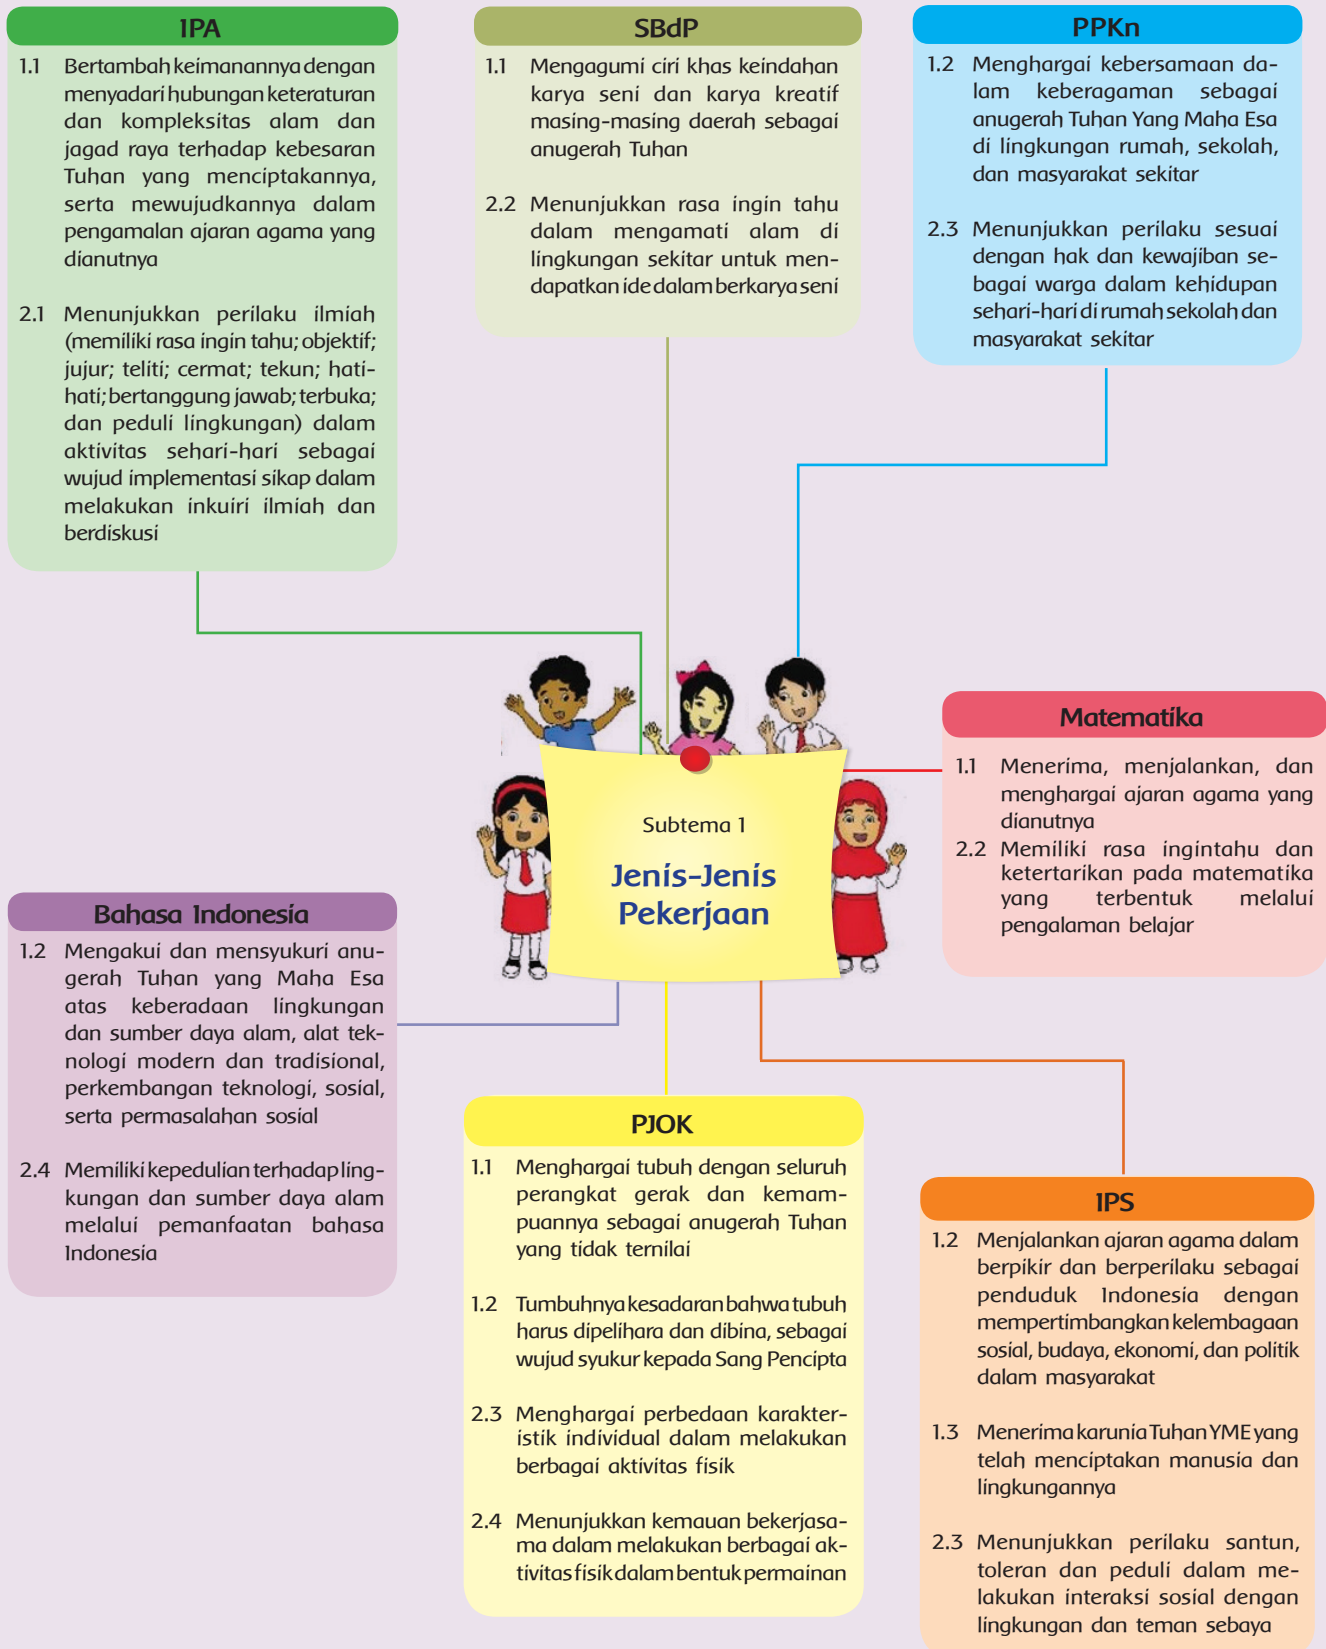 IPA
1.1 Bertambah keimanannya dengan
menyadari hubungan keteraturan
dan kompleksitas alam dan
jagad raya terhadap kebesaran
Tuhan yang menciptakannya,
serta mewujudkannya dalam
pengamalan ajaran agama yang
dianutnya
2.1 Menunjukkan perilaku ilmiah
(memiliki rasa ingin tahu; objektif;
jujur; teliti; cermat; tekun; hati-
hati; bertanggung jawab; terbuka;
dan peduli lingkungan) dalam
aktivitas sehari-hari sebagai
wujud implementasi sikap dalam
melakukan inkuiri ilmiah dan
berdiskusi
SBdP
1.1 Mengagumi ciri khas keindahan
karya seni dan karya kreatif
masing-masing daerah sebagai
anugerah Tuhan
2.2 Menunjukkan rasa ingin tahu
dalam mengamati alam di
lingkungan sekitar untuk men-
dapatkan ide dalam berkarya seni
PPKn
1.2 Menghargai kebersamaan da-
lam keberagaman sebagai
anugerah Tuhan Yang Maha Esa
di lingkungan rumah, sekolah,
dan masyarakat sekitar
2.3 Menunjukkan perilaku sesuai
dengan hak dan kewajiban se-
bagai warga dalam kehidupan
sehari-hari di rumah sekolah dan
masyarakat sekitar
Subtema 1
Jenis-Jenis
Pekerjaan
Matematika
1.1 Menerima, menjalankan, dan
menghargai ajaran agama yang
dianutnya
2.2 Memiliki rasa ingintahu dan
ketertarikan pada matematika
yang terbentuk melalui
pengalaman belajar
Bahasa Indonesia
1.2 Mengakui dan mensyukuri anu-
gerah Tuhan yang Maha Esa
atas keberadaan lingkungan
dan sumber daya alam, alat tek-
nologi modern dan tradisional,
perkembangan teknologi, sosial,
serta permasalahan sosial
2.4 Memiliki kepedulian terhadap ling-
kungan dan sumber daya alam
melalui pemanfaatan bahasa
Indonesia
PJOK
1.1 Menghargai tubuh dengan seluruh
perangkat gerak dan kemam-
puannya sebagai anugerah Tuhan
yang tidak ternilai
1.2 Tumbuhnya kesadaran bahwa tubuh
harus dipelihara dan dibina, sebagai
wujud syukur kepada Sang Pencipta
2.3 Menghargai perbedaan karakter-
istik individual dalam melakukan
berbagai aktivitas fisik
2.4 Menunjukkan kemauan bekerjasa-
ma dalam melakukan berbagai ak-
tivitas fisik dalam bentuk permainan
IPS
1.2 Menjalankan ajaran agama dalam
berpikir dan berperilaku sebagai
penduduk Indonesia dengan
mempertimbangkan kelembagaan
sosial, budaya, ekonomi, dan politik
dalam masyarakat
1.3 Menerima karunia Tuhan YME yang
telah menciptakan manusia dan
lingkungannya
2.3 Menunjukkan perilaku santun,
toleran dan peduli dalam me-
lakukan interaksi sosial dengan
lingkungan dan teman sebaya